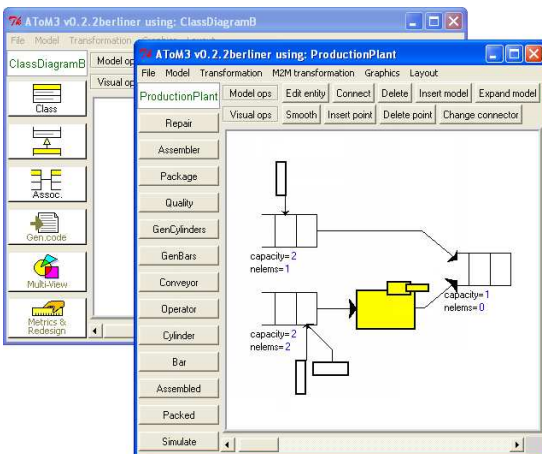 AToM3 v0.2.2berliner using: ClassDiagramB
File Model Transformation Graphics Layout
ClassDiagramB
Model op
Visual op
Class
Assoc.
Gen.code
Multi-View
Metrics &
Redesign
AToM3 v0.2.2berliner using: ProductionPlant
File Model Transformation M2M transformation Graphics Layout
ProductionPlant
Model ops Edit entity Connect Delete Insert model Expand model
Visual ops Smooth Insert point Delete point Change connector
Repair
Assembler
Package
Quality
GenCylinders
GenBars
Conveyor
Operator
Cylinder
Bar
Assembled
Packed
Simulate
capacity= 2
nelems= 1
capacity= 1
nelems= 0
capacity= 2
nelems= 2